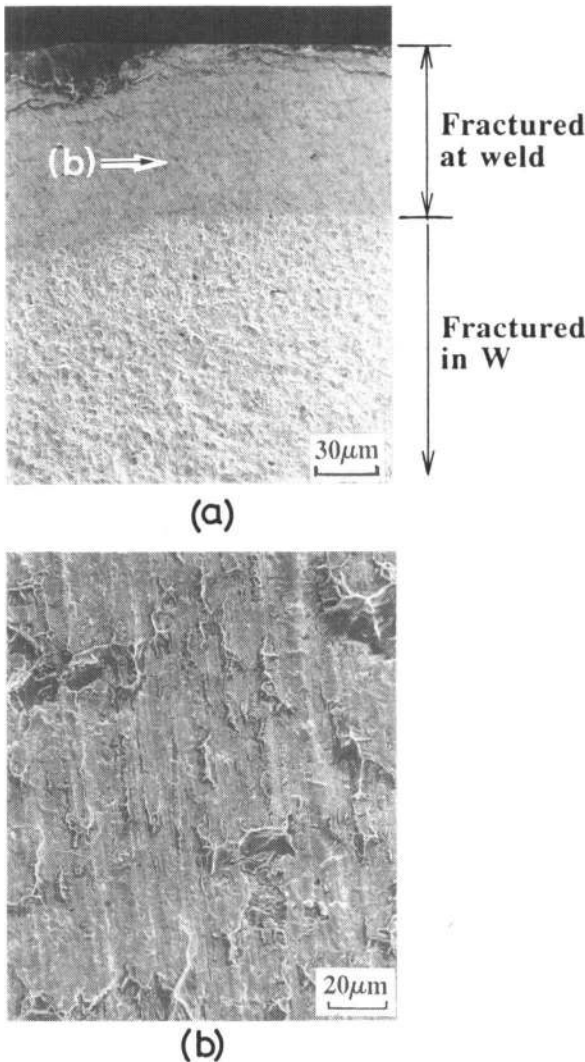 Fractured
at weld
(b)
Fractured
in W
30μm
(a)
20μm
(b)